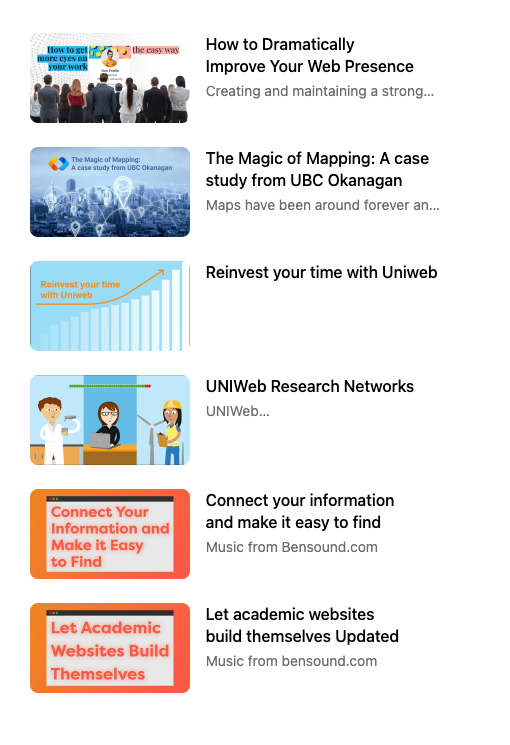 How to get
more eyes on
your work
the easy way
Your Profile
How to Dramatically
Improve Your Web Presence
Creating and maintaining a strong...
The Magic of Mapping:
A case study from UBC Okanagan
The Magic of Mapping: A case
study from UBC Okanagan
Maps have been around forever an...
Reinvest your time
with Uniweb
Reinvest your time with Uniweb
UNIWeb Research Networks
UNIWeb...
Connect Your
Information and
Make it Easy
to Find
Connect your information
and make it easy to find
Music from Bensound.com
Let Academic
Websites Build
Themselves
Let academic websites
build themselves Updated
Music from bensound.com